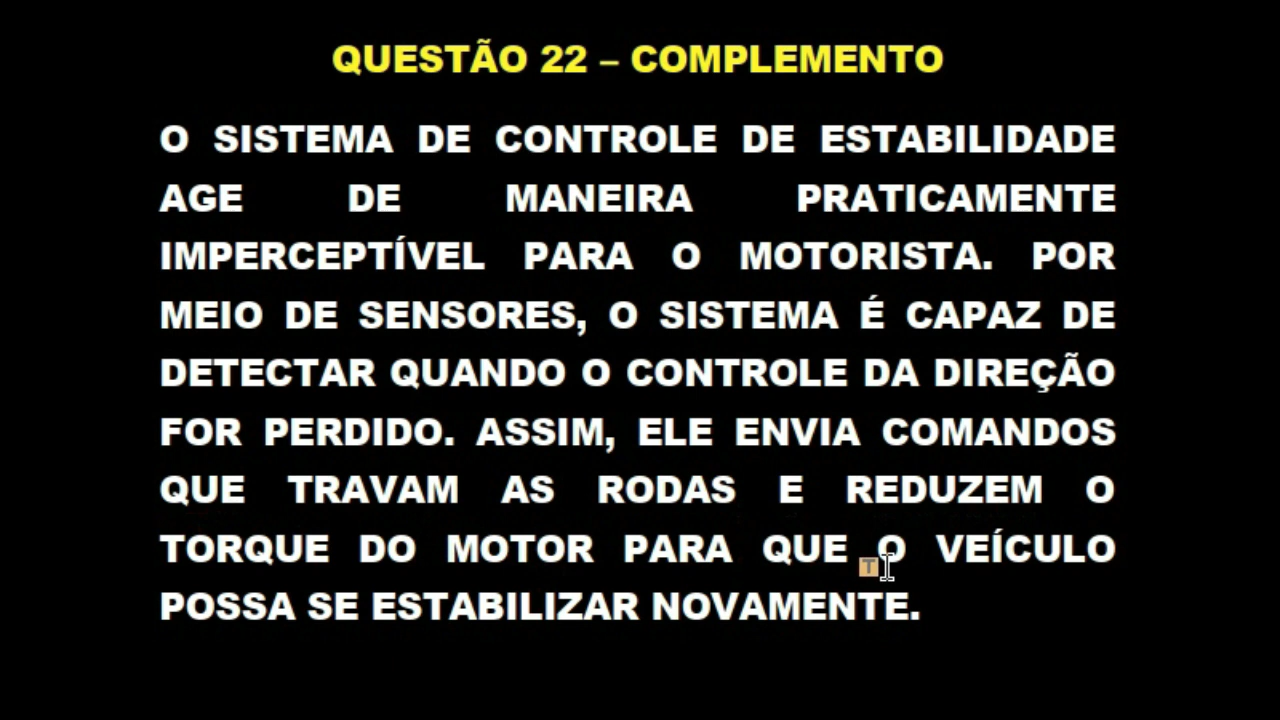 QUESTÃO 22 – COMPLEMENTO
O SISTEMA DE CONTROLE DE ESTABILIDADE
AGE DE MANEIRA PRATICAMENTE
IMPERCEPTÍVEL PARA O MOTORISTA. POR
MEIO DE SENSORES, O SISTEMA É CAPAZ DE
DETECTAR QUANDO O CONTROLE DA DIREÇÃO
FOR PERDIDO. ASSIM, ELE ENVIA COMANDOS
QUE TRAVAM AS RODAS E REDUZEM O
TORQUE DO MOTOR PARA QUE O VEÍCULO
T
POSSA SE ESTABILIZAR NOVAMENTE.